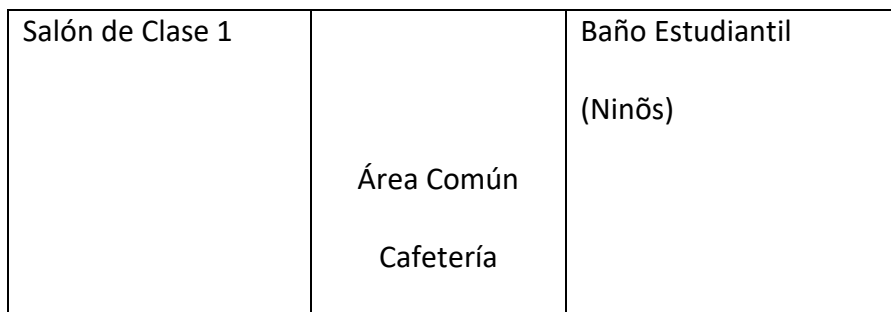 Salón de Clase 1
Área Común
Cafetería
Baño Estudiantil
(Ninõs)